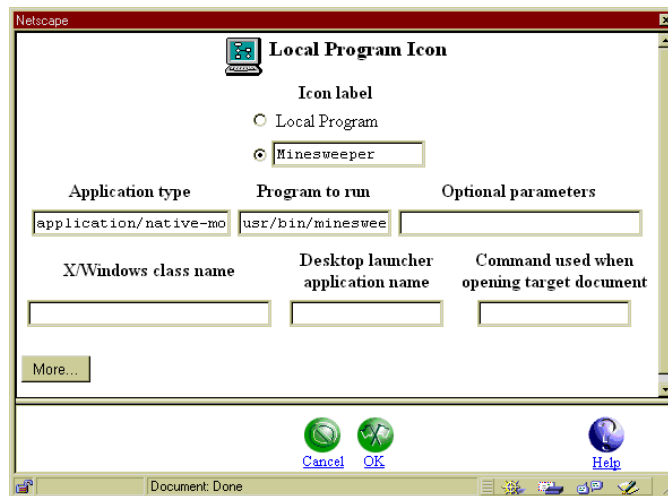 Netscape
Local Program Icon
Icon label
Local Program
Minesweeper
Application type Program to run Optional parameters
application/native-mo usr/bin/mineswee
X/Windows class name Desktop launcher application name Command used when opening target document
More...
Cancel OK Help
Document: Done